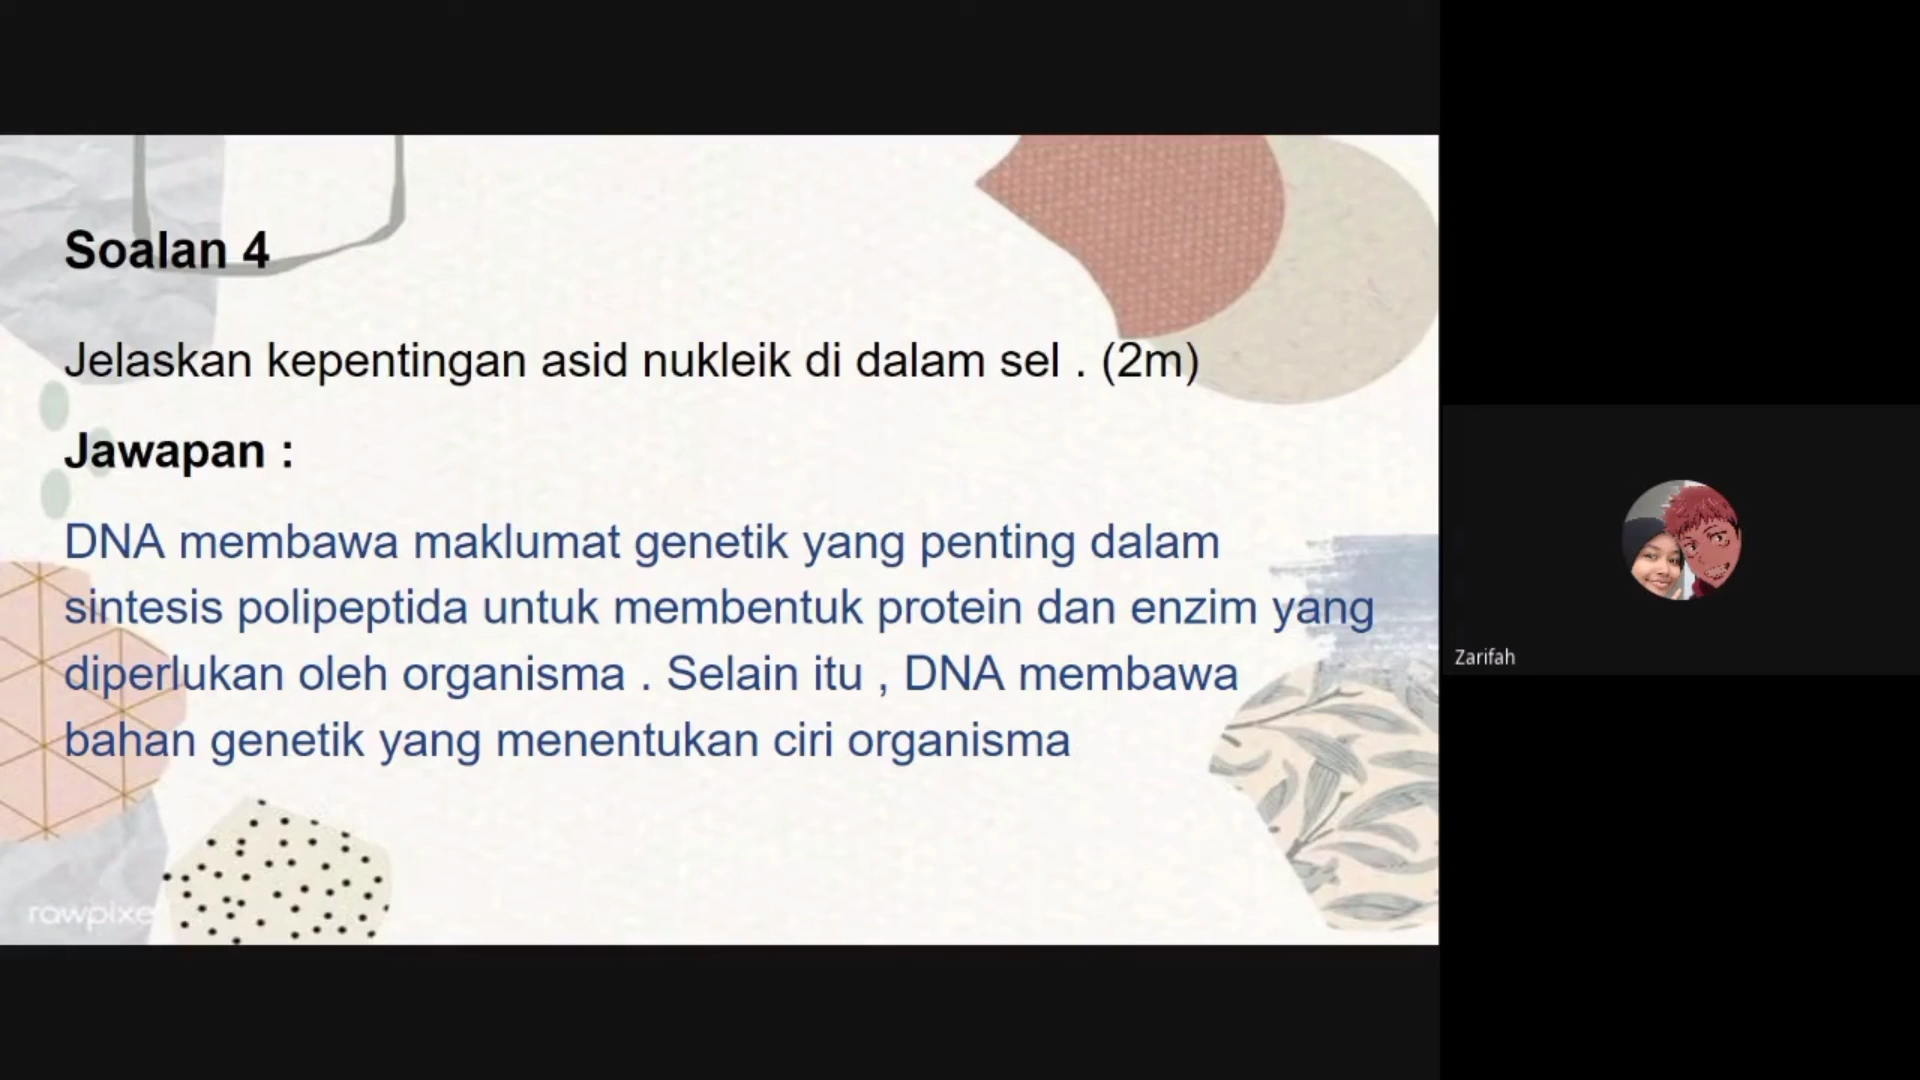 Soalan 4
Jelaskan kepentingan asid nukleik di dalam sel . (2m)
Jawapan :
DNA membawa maklumat genetik yang penting dalam
sintesis polipeptida untuk membentuk protein dan enzim yang
diperlukan oleh organisma . Selain itu , DNA membawa
bahan genetik yang menentukan ciri organisma
rawpixe
Zarifah